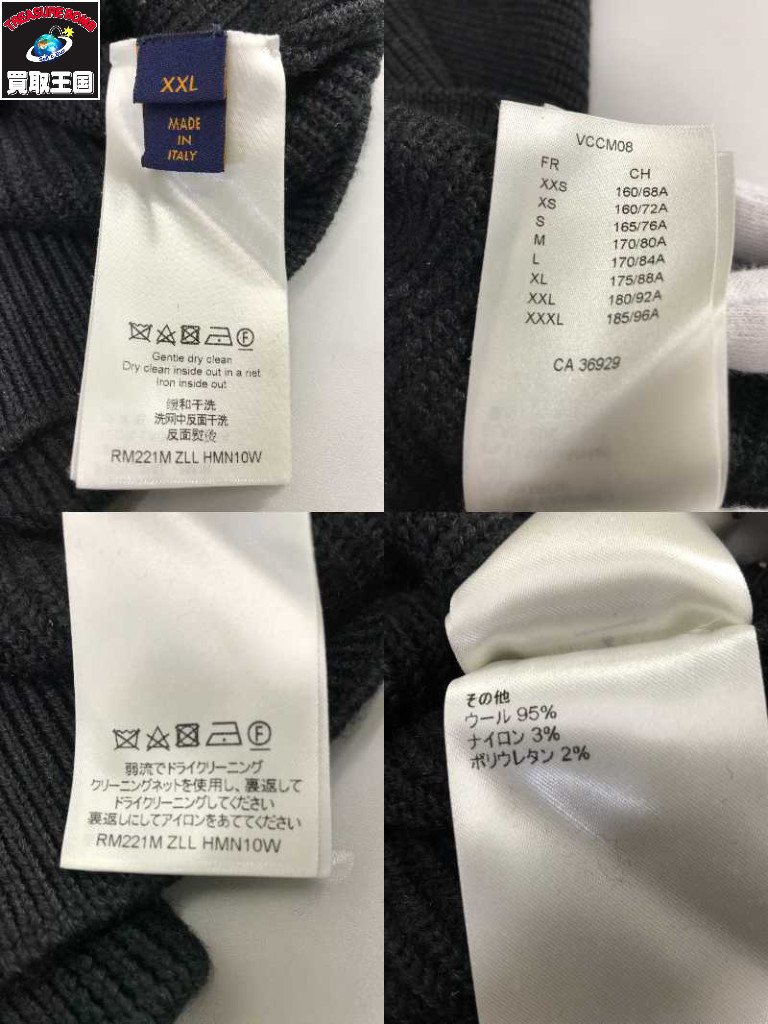 TREASURE BOMB
買取王国
XXL
MADE
IN
ITALY
Gentle dry clean
Dry clean inside out in a net
Iron inside out
缓和干洗
洗网中反面干洗
反面熨烫
RM221M ZLL HMN10W
VCCM08
FR CH
XXS 160/68A
XS 160/72A
S 165/76A
M 170/80A
L 170/84A
XL 175/88A
XXL 180/92A
XXXL 185/96A
CA 36929
弱流でドライクリーニング
クリーニングネットを使用し、裏返して
ドライクリーニングしてください
裏返しにしてアイロンをあててください
RM221M ZLL HMN10W
その他
ウール 95%
ナイロン 3%
ポリウレタン 2%